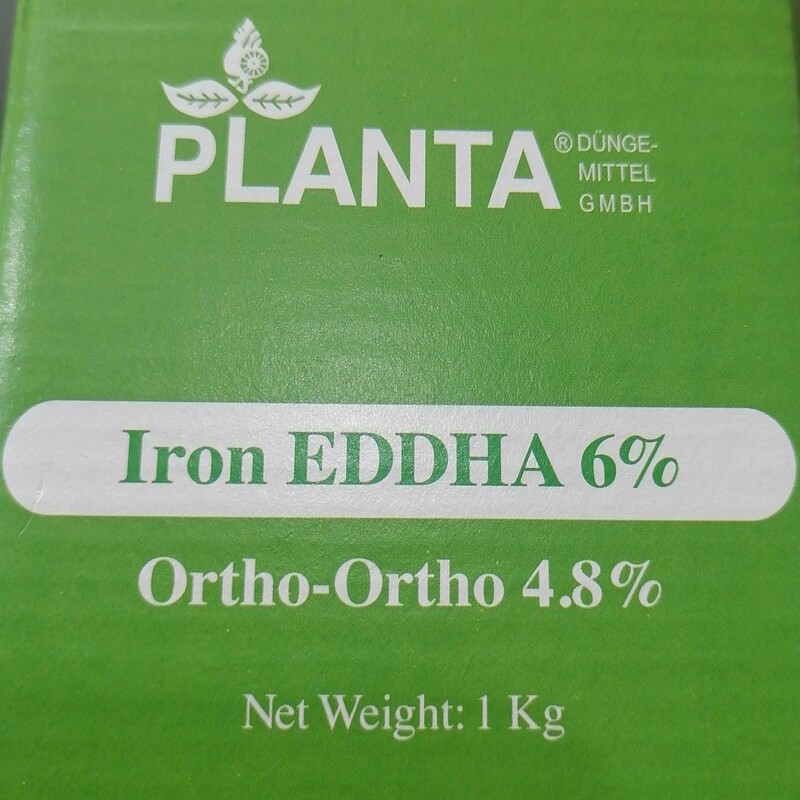 PLANTA ® DÜNGE-
MITTEL
GMBH
Iron EDDHA 6%
Ortho-Ortho 4.8%
Net Weight: 1 Kg